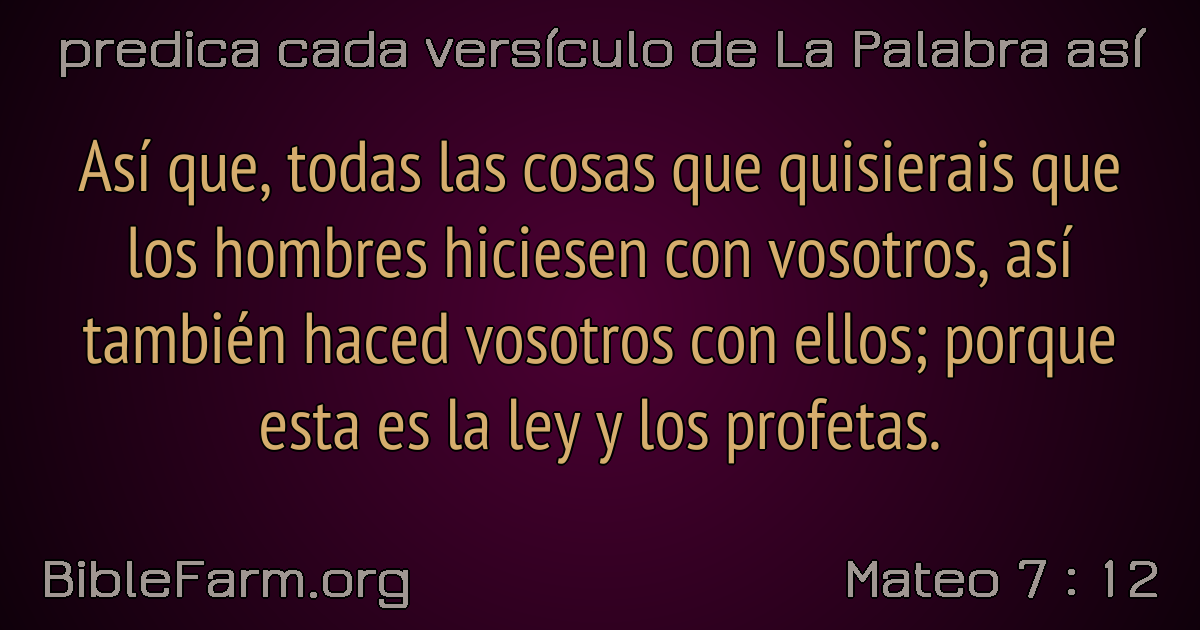 predica cada versículo de La Palabra así
Así que, todas las cosas que quisierais que
los hombres hiciesen con vosotros, así
también haced vosotros con ellos; porque
esta es la ley y los profetas.
BibleFarm.org
Mateo 7 : 12